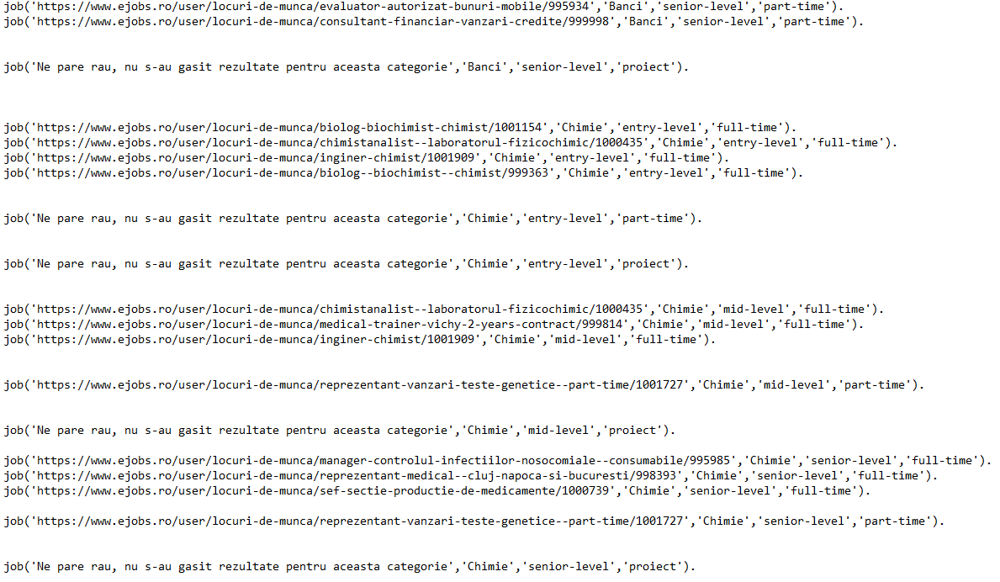 job('https://www.ejobs.ro/user/locuri-de-munca/evaluator-autorizat-bunuri-mobile/995934','Banci','senior-level','part-time').
job('https://www.ejobs.ro/user/locuri-de-munca/consultant-financiar-vanzari-credite/999998','Banci','senior-level','part-time').
job('Ne pare rau, nu s-au gasit rezultate pentru aceasta categorie','Banci','senior-level','proiect').
job('https://www.ejobs.ro/user/locuri-de-munca/biolog-biochimist-chimist/1001154','Chimie','entry-level','full-time').
job('https://www.ejobs.ro/user/locuri-de-munca/chimistanalist--laboratorul-fizicochimic/1000435','Chimie','entry-level','full-time').
job('https://www.ejobs.ro/user/locuri-de-munca/inginer-chimist/1001909','Chimie','entry-level','full-time').
job('https://www.ejobs.ro/user/locuri-de-munca/biolog--biochimist--chimist/999363','Chimie','entry-level','full-time').
job('Ne pare rau, nu s-au gasit rezultate pentru aceasta categorie','Chimie','entry-level','part-time').
job('Ne pare rau, nu s-au gasit rezultate pentru aceasta categorie','Chimie','entry-level','proiect').
job('https://www.ejobs.ro/user/locuri-de-munca/chimistanalist--laboratorul-fizicochimic/1000435','Chimie','mid-level','full-time').
job('https://www.ejobs.ro/user/locuri-de-munca/medical-trainer-vichy-2-years-contract/999814','Chimie','mid-level','full-time').
job('https://www.ejobs.ro/user/locuri-de-munca/inginer-chimist/1001909','Chimie','mid-level','full-time').
job('https://www.ejobs.ro/user/locuri-de-munca/reprezentant-vanzari-teste-genetice--part-time/1001727','Chimie','mid-level','part-time').
job('Ne pare rau, nu s-au gasit rezultate pentru aceasta categorie','Chimie','mid-level','proiect').
job('https://www.ejobs.ro/user/locuri-de-munca/manager-controlul-infectiilor-nosocomiale--consumabile/995985','Chimie','senior-level','full-time').
job('https://www.ejobs.ro/user/locuri-de-munca/reprezentant-medical--cluj-napoca-si-bucuresti/998393','Chimie','senior-level','full-time').
job('https://www.ejobs.ro/user/locuri-de-munca/sef-sectie-productie-de-medicamente/1000739','Chimie','senior-level','full-time').
job('https://www.ejobs.ro/user/locuri-de-munca/reprezentant-vanzari-teste-genetice--part-time/1001727','Chimie','senior-level','part-time').
job('Ne pare rau, nu s-au gasit rezultate pentru aceasta categorie','Chimie','senior-level','proiect').